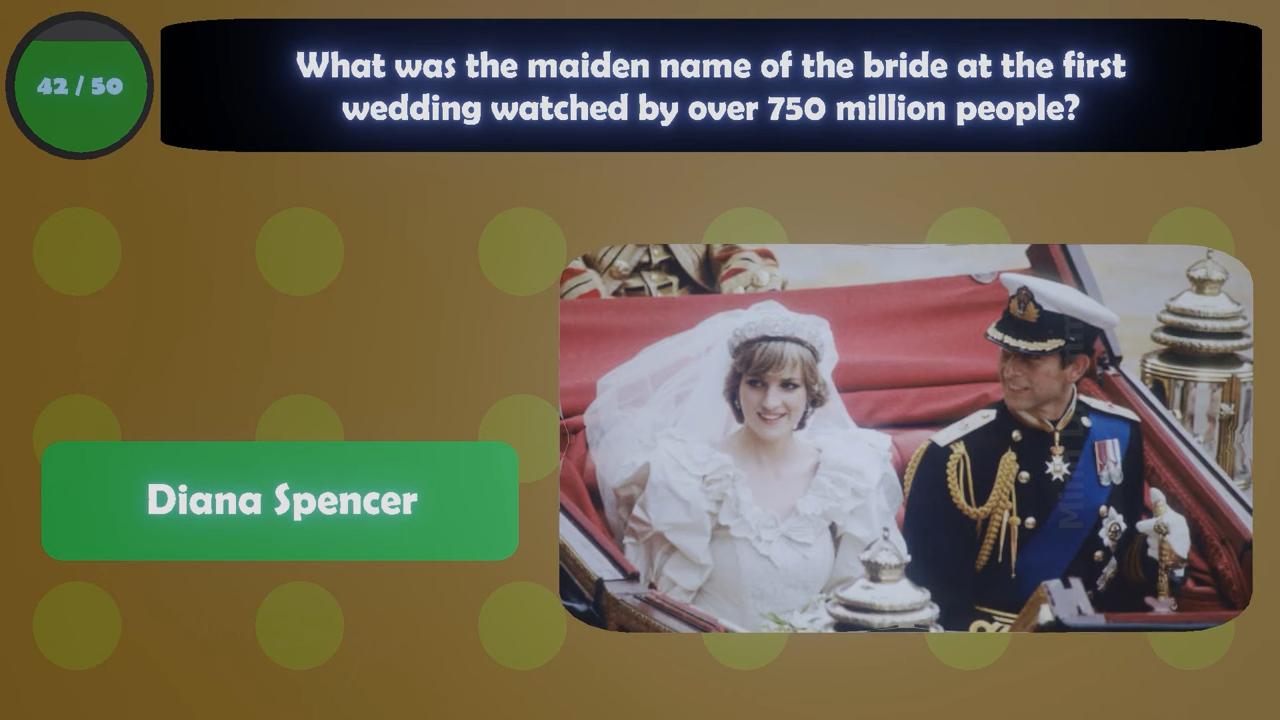 42 / 50
What was the maiden name of the bride at the first
wedding watched by over 750 million people?
Diana Spencer